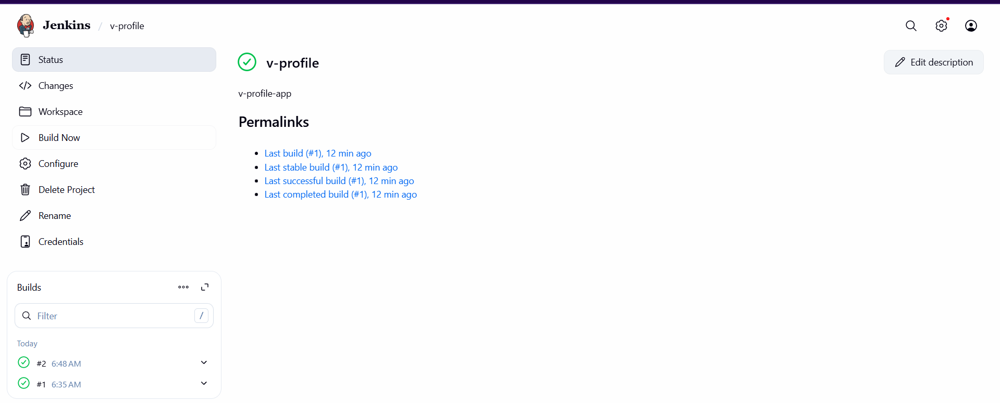 Jenkins / v-profile
Status
Changes
Workspace
Build Now
Configure
Delete Project
Rename
Credentials
Builds
Filter /
Today
#2 6:48 AM
#1 6:35 AM
v-profile
Edit description
v-profile-app
Permalinks
Last build (#1), 12 min ago
Last stable build (#1), 12 min ago
Last successful build (#1), 12 min ago
Last completed build (#1), 12 min ago